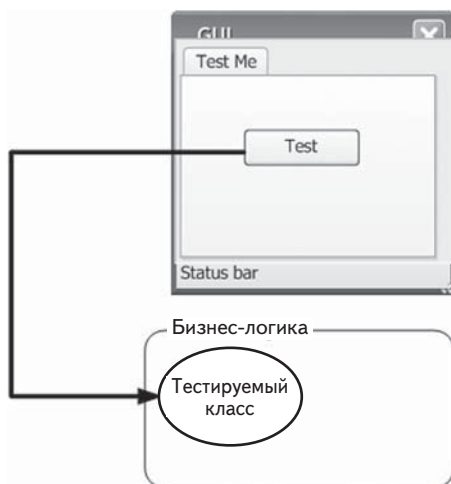 GUI
Test Me
Test
Status bar
Бизнес-логика
Тестируемый
класс